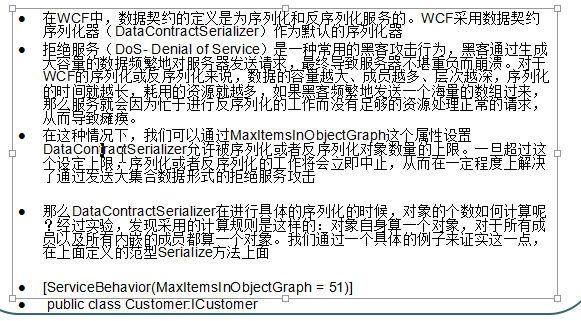 在WCF中，数据契约的定义是为序列化和反序列化服务的。WCF采用数据契约
序列化器（DataContractSerializer）作为默认的序列化器
拒绝服务（DoS- Denial of Service）是一种常用的黑客攻击行为，黑客通过生成
大容量的数据频繁地对服务器发送请求，最终导致服务器不堪重负而崩溃。对于
WCF的序列化或反序列化来说，数据的容量越大、成员越多、层次越深，序列化
的时间就越长，耗用的资源就越多，如果黑客频繁地发送一个海量的数组过来，
那么服务就会因为忙于进行反序列化的工作而没有足够的资源处理正常的请求，
从而导致瘫痪。
在这种情况下，我们可以通过MaxItemsInObjectGraph这个属性设置
DataContractSerializer允许被序列化或者反序列化对象数量的上限。一旦超过这
个设定上限，序列化或者反序列化的工作将会立即中止，从而在一定程度上解决
了通过发送大集合数据形式的拒绝服务攻击
那么DataContractSerializer在进行具体的序列化的时候，对象的个数如何计算呢
？经过实验，发现采用的计算规则是这样的：对象自身算一个对象，对于所有成
员以及所有内嵌的成员都算一个对象。我们通过一个具体的例子来证实这一点，
在上面定义的范型Serialize方法上面
[ServiceBehavior(MaxItemsInObjectGraph = 51)]
public class Customer:ICustomer